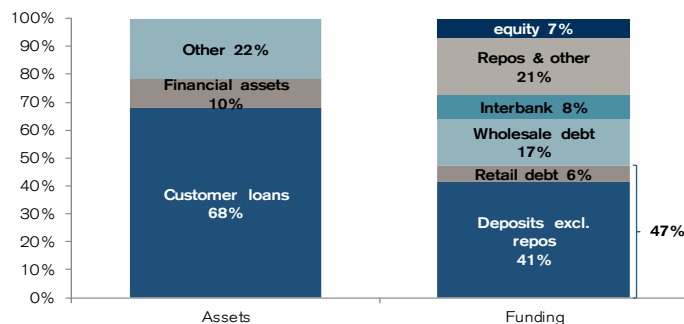 100%
90%
80%
70%
60%
50%
40%
30%
20%
10%
0%
Other 22%
Financial assets
10%
Customer loans
68%
equity 7%
Repos & other
21%
Interbank 8%
Wholesale debt
17%
Retail debt 6%
Deposits excl.
repos
41%
47%
Assets
Funding